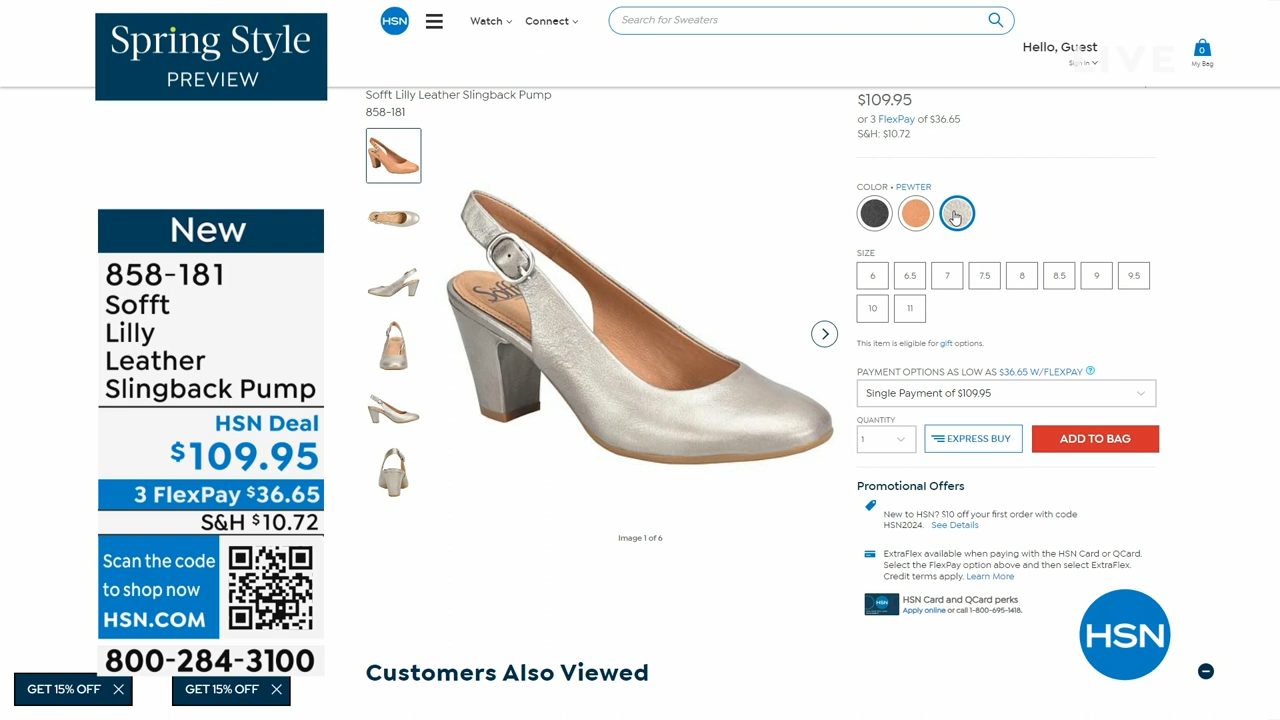 Spring Style
PREVIEW
HSN
Watch
Connect
Search for Sweaters
Hello, Guest
Sign In
LIVE
0
My Bag
Sofft Lilly Leather Slingback Pump
858-181
$109.95
or 3 FlexPay of $36.65
S&H: $10.72
COLOR • PEWTER
SIZE
6 6.5 7 7.5 8 8.5 9 9.5
10 11
This item is eligible for gift options.
PAYMENT OPTIONS AS LOW AS $36.65 W/FLEXPAY ?
Single Payment of $109.95
QUANTITY
1
EXPRESS BUY
ADD TO BAG
Promotional Offers
New to HSN? $10 off your first order with code
HSN2024. See Details
ExtraFlex available when paying with the HSN Card or QCard.
Select the FlexPay option above and then select ExtraFlex.
Credit terms apply. Learn More
HSN Card and QCard perks
Apply online or call 1-800-695-1418.
Sofft
Image 1 of 6
New
858-181
Sofft
Lilly
Leather
Slingback Pump
HSN Deal
$109.95
3 FlexPay $36.65
S&H $10.72
Scan the code
to shop now
HSN.COM
800-284-3100
GET 15% OFF
GET 15% OFF
Customers Also Viewed
HSN